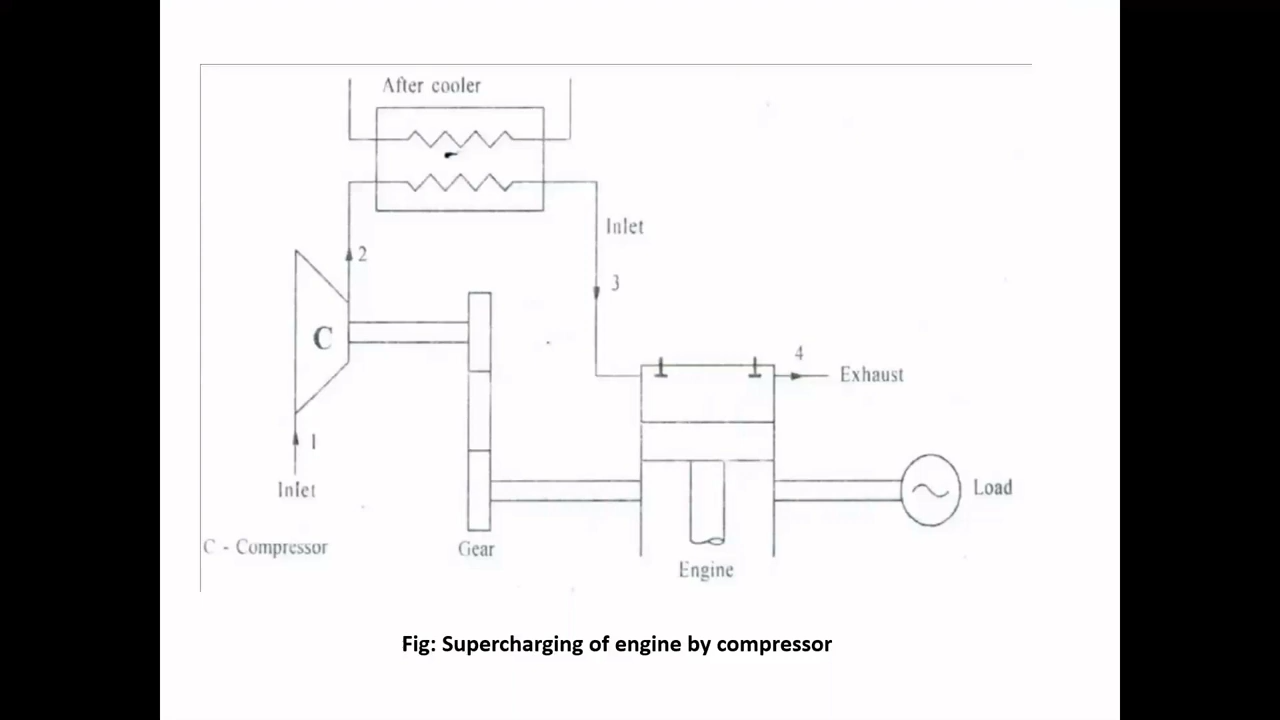 After cooler
Inlet
2
3
C
4
Exhaust
1
Inlet
Load
C - Compressor
Gear
Engine
Fig: Supercharging of engine by compressor